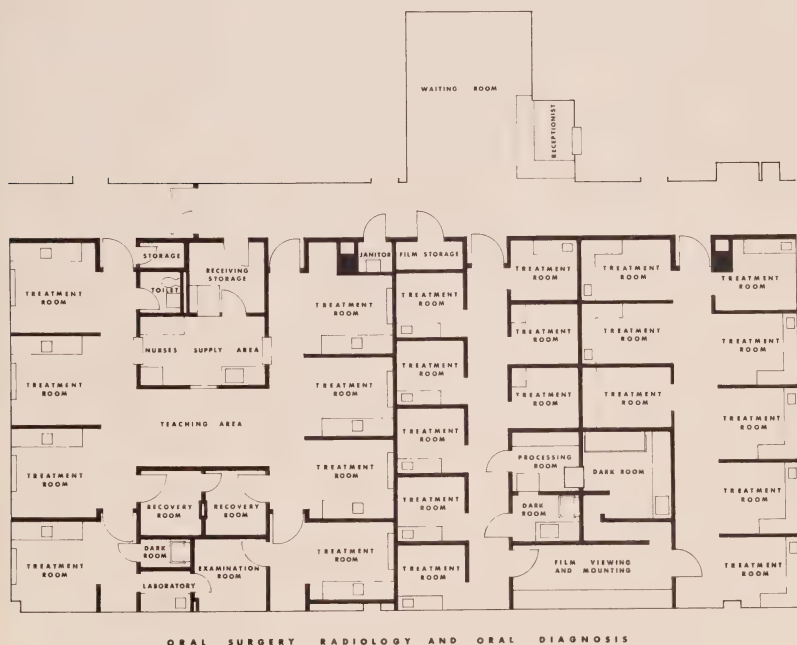 WAITING ROOM
RECEPTIONIST
STORAGE
TOILET
RECEIVING
STORAGE
JANITOR
FILM STORAGE
TREATMENT
ROOM
TREATMENT
ROOM
TREATMENT
ROOM
TREATMENT
ROOM
NURSES SUPPLY AREA
TEACHING AREA
RECOVERY
ROOM
RECOVERY
ROOM
DARK
ROOM
LABORATORY
EXAMINATION
ROOM
TREATMENT
ROOM
TREATMENT
ROOM
TREATMENT
ROOM
TREATMENT
ROOM
TREATMENT
ROOM
TREATMENT
ROOM
TREATMENT
ROOM
TREATMENT
ROOM
TREATMENT
ROOM
TREATMENT
ROOM
TREATMENT
ROOM
TREATMENT
ROOM
PROCESSING
ROOM
DARK
ROOM
DARK ROOM
FILM VIEWING
AND MOUNTING
TREATMENT
ROOM
TREATMENT
ROOM
TREATMENT
ROOM
TREATMENT
ROOM
TREATMENT
ROOM
TREATMENT
ROOM
TREATMENT
ROOM
TREATMENT
ROOM
ORAL SURGERY RADIOLOGY AND ORAL DIAGNOSIS